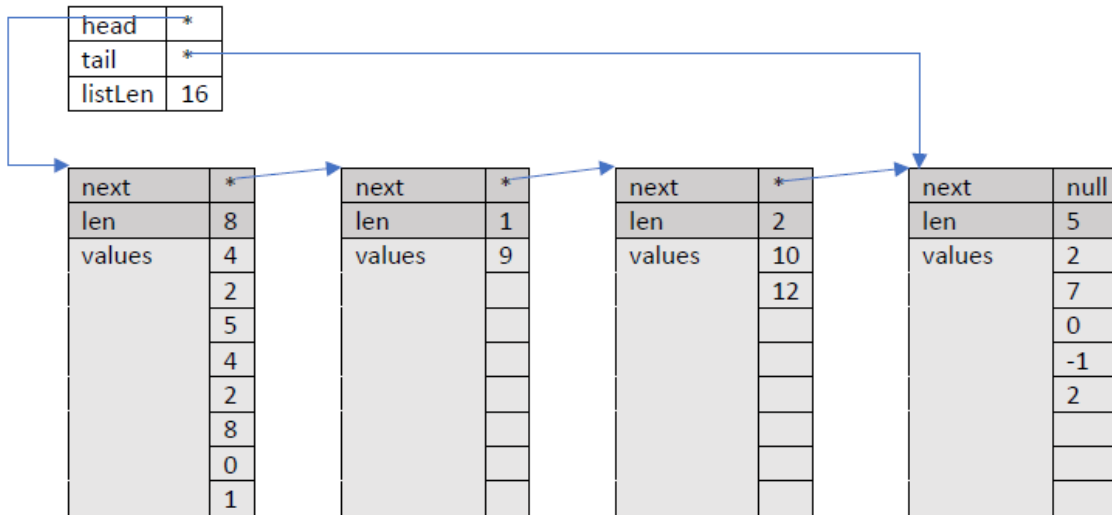 head *
tail *
listLen 16
next * next * next * next null
len 8 len 1 len 2 len 5
values 4 values 9 values 10 values 2
2 12 7
5 0
4 -1
2 2
8
0
1